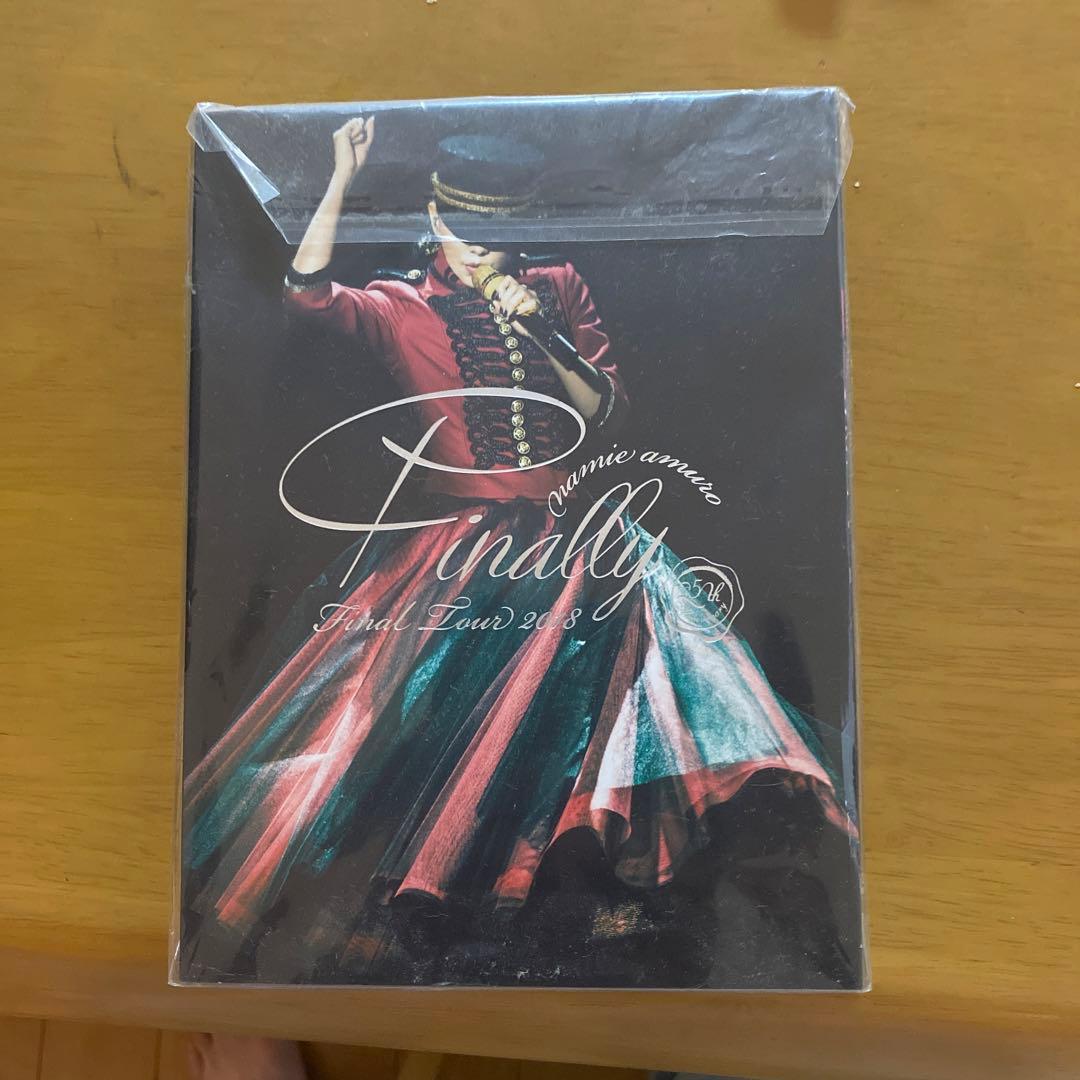 namie amuro
Finally
Final Tour 2018
25th